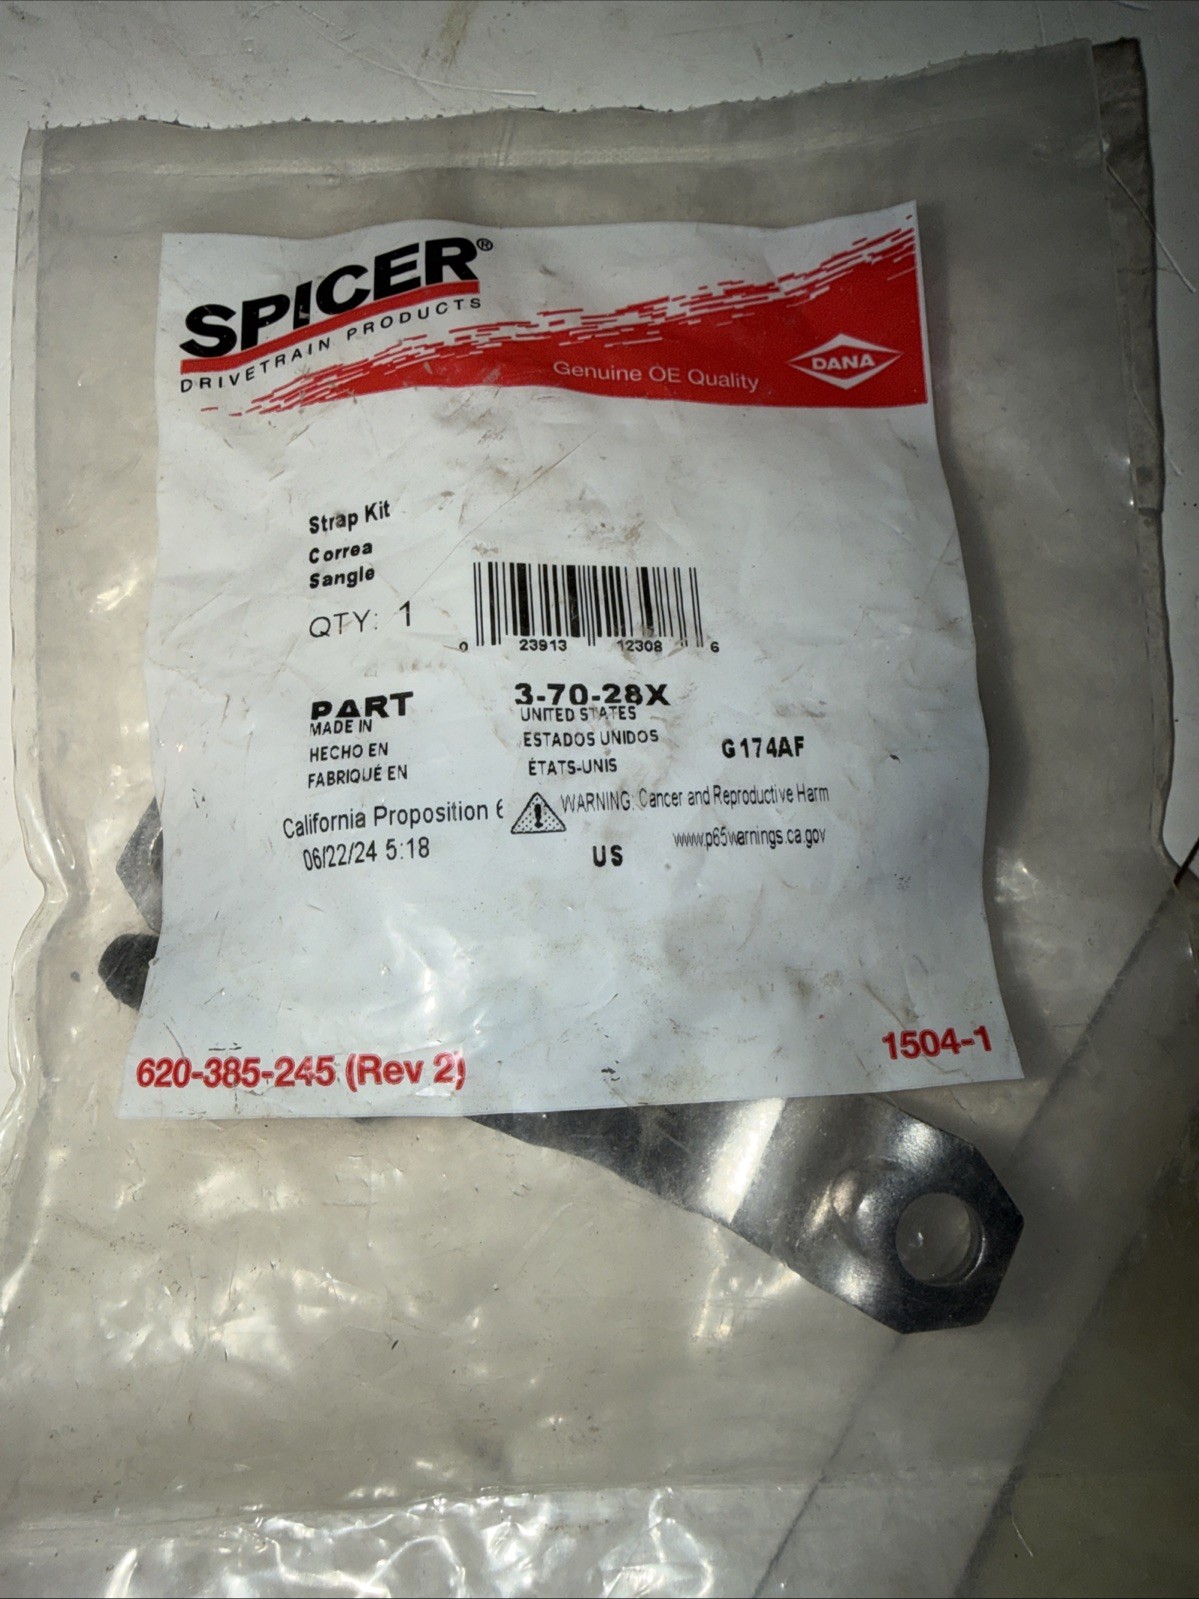 SPICER®
DRIVETRAIN PRODUCTS
Genuine OE Quality
DANA
Strap Kit
Correa
Sangle
QTY: 1
0 23913 12308 6
PART 3-70-28X
MADE IN UNITED STATES
HECHO EN ESTADOS UNIDOS
FABRIQUÉ EN ÉTATS-UNIS
G174AF
California Proposition 6
WARNING: Cancer and Reproductive Harm
06/22/24 5:18
US
www.p65warnings.ca.gov
620-385-245 (Rev 2)
1504-1